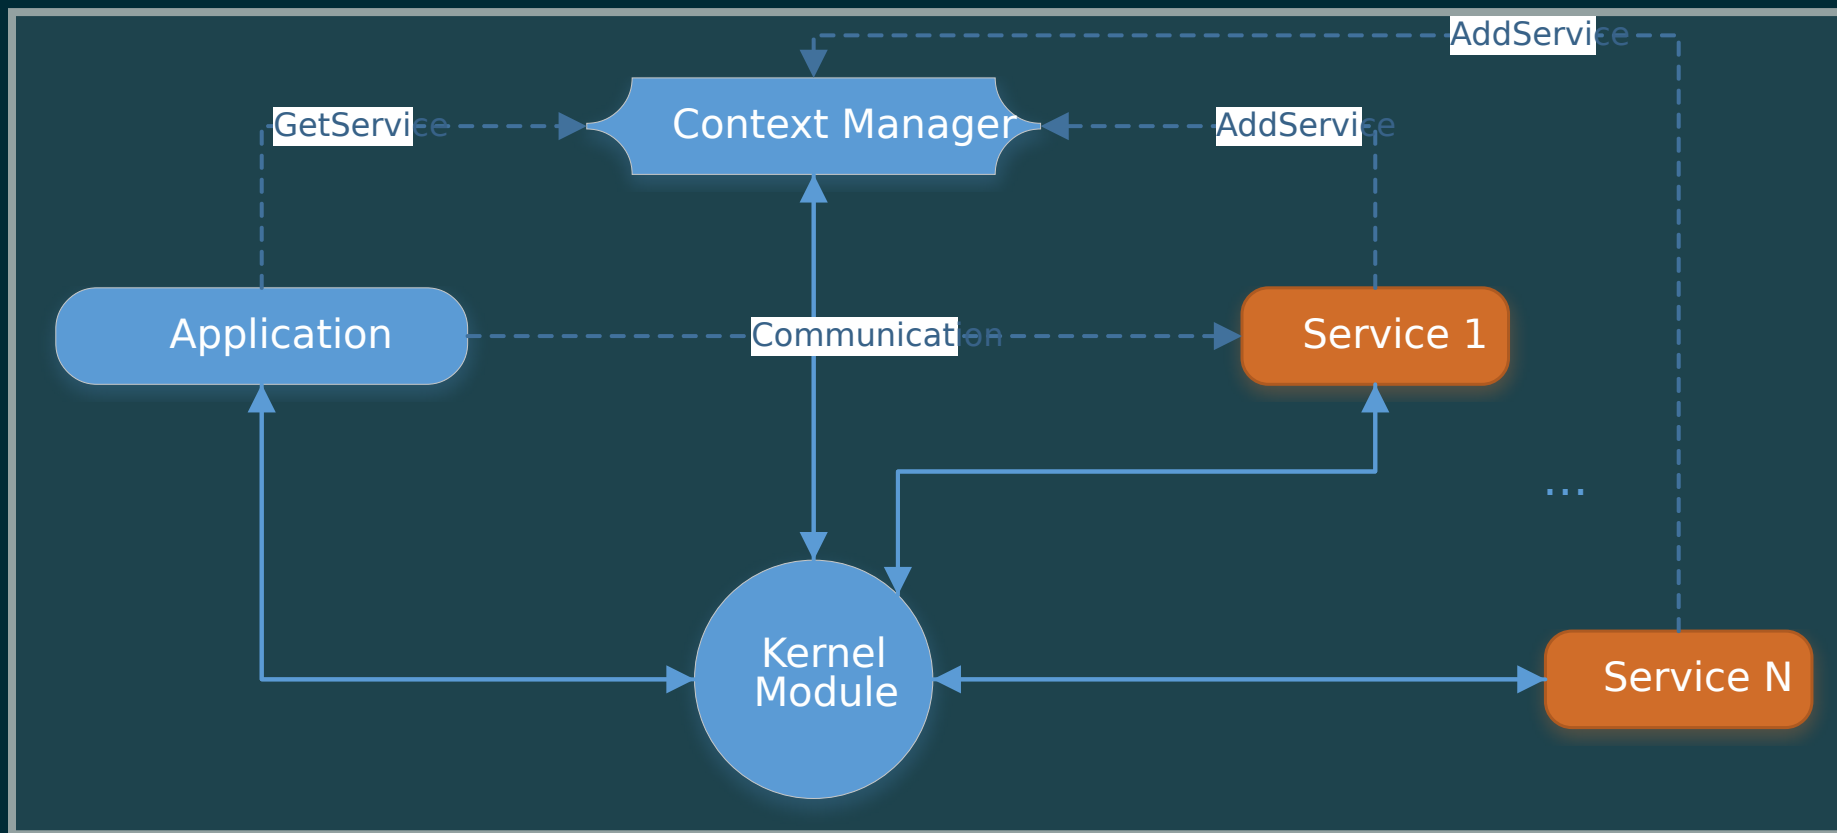 AddService
GetService
Context Manager
AddService
Application
Communication
Service 1
...
Kernel
Module
Service N